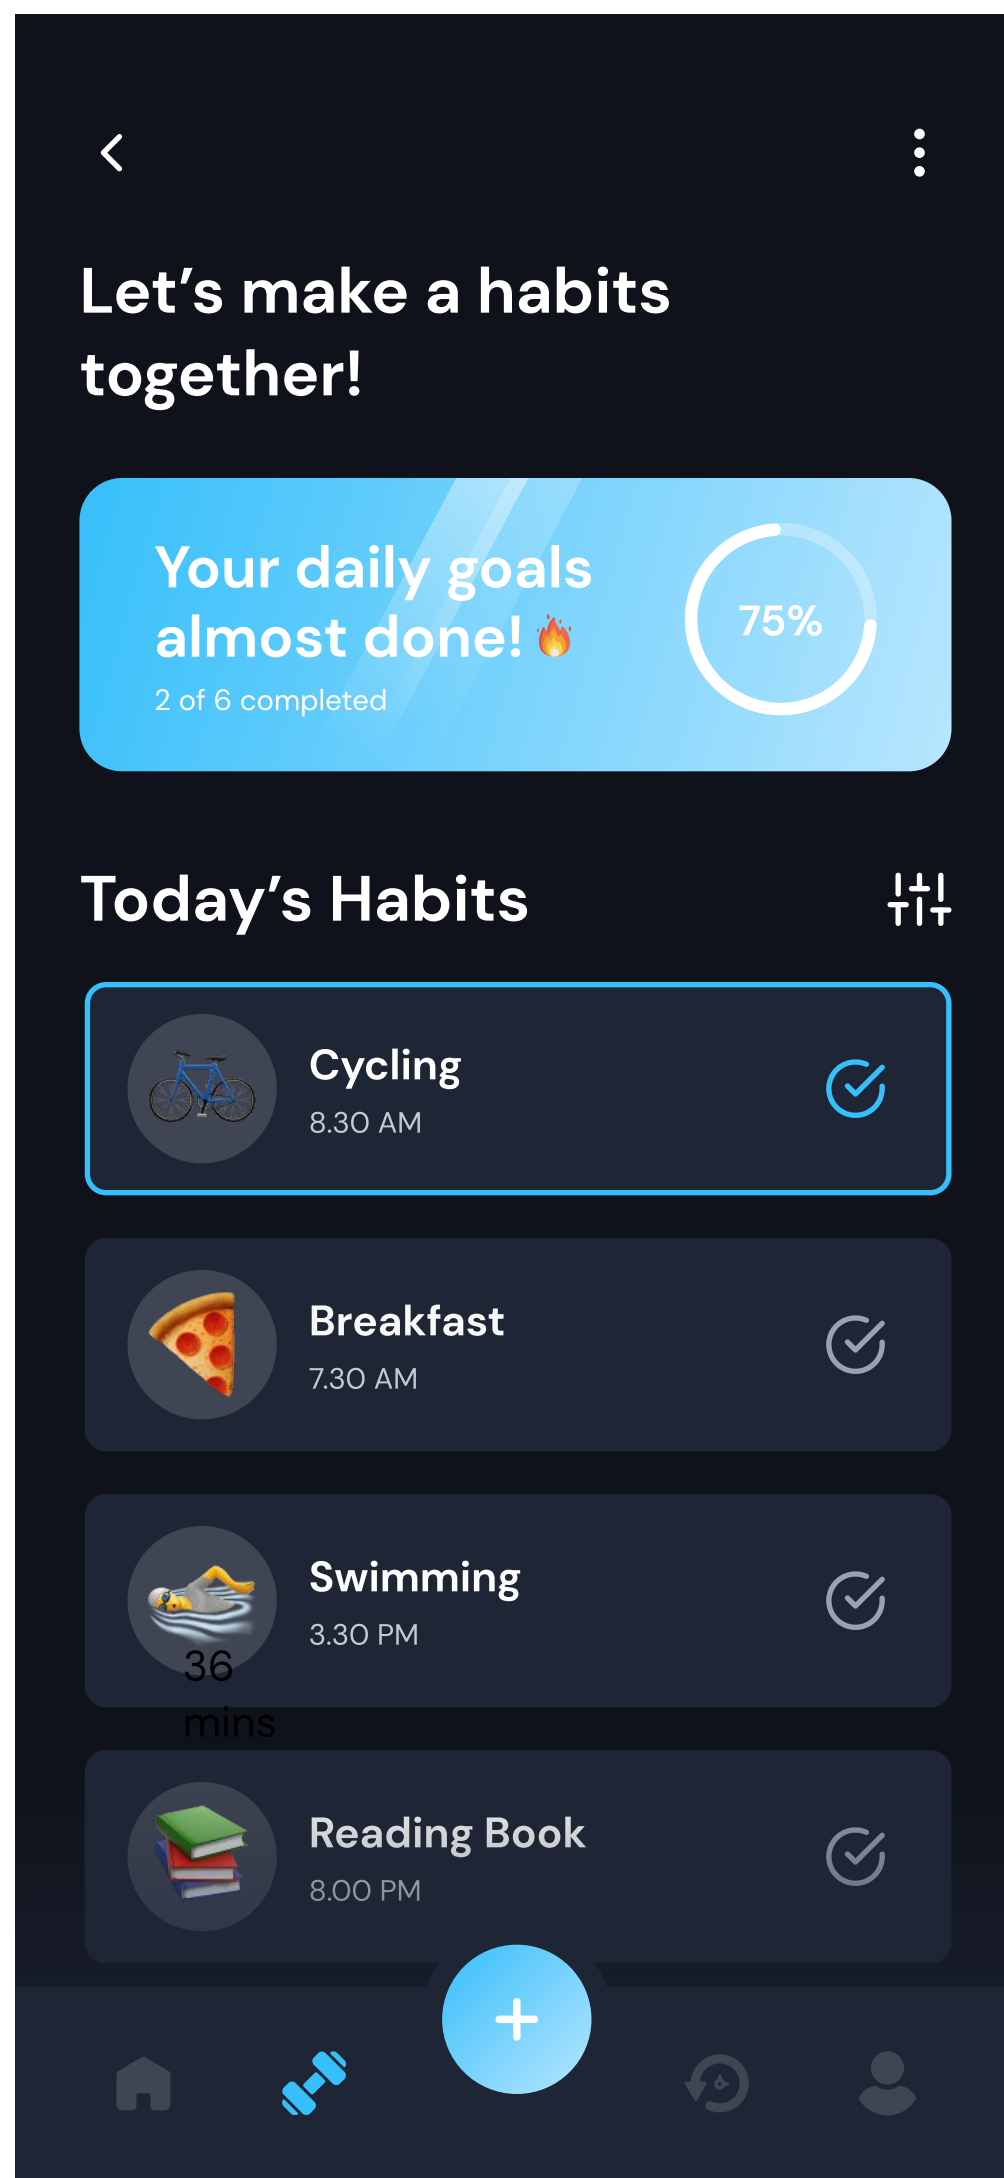 Let’s make a habits
together!
Your daily goals
almost done! 🔥
2 of 6 completed
75%
Today’s Habits
Cycling
8.30 AM
Breakfast
7.30 AM
Swimming
3.30 PM
36
mins
Reading Book
8.00 PM